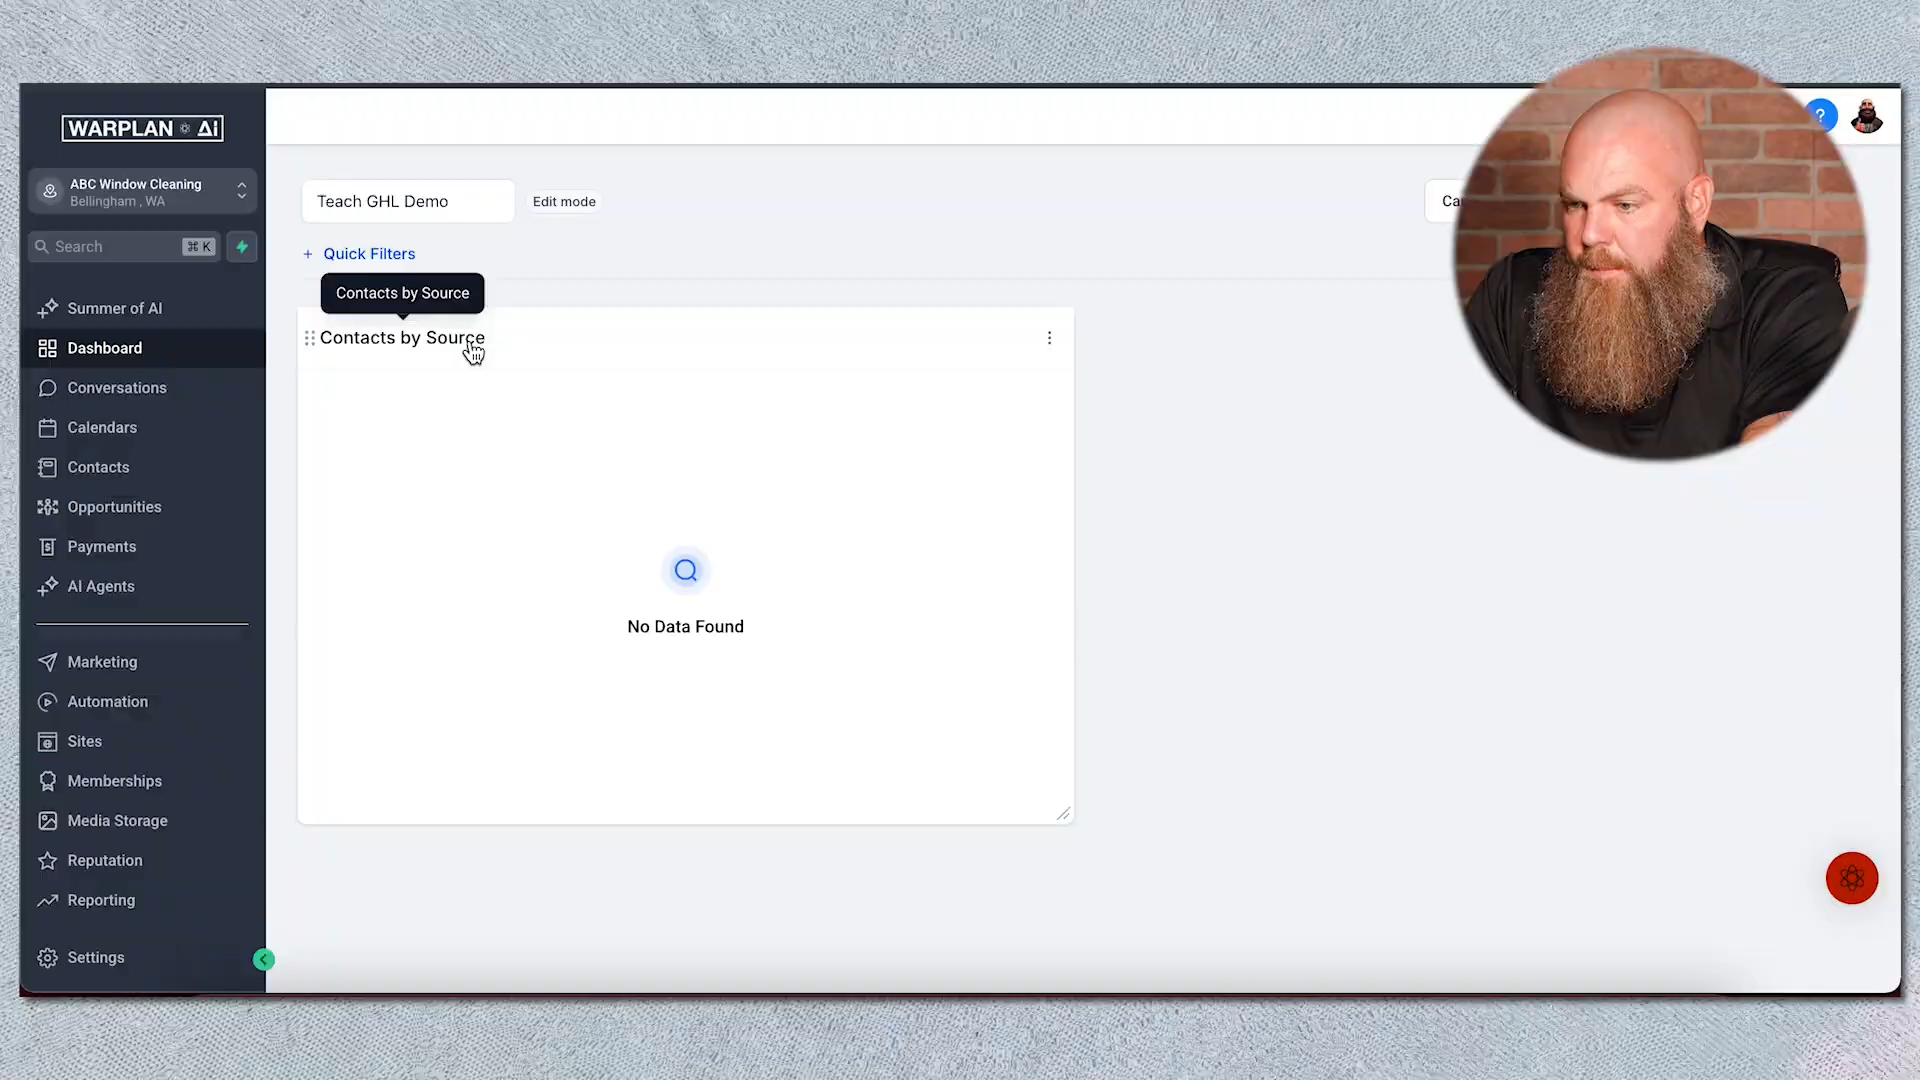 WARPLAN AI
ABC Window Cleaning
Bellingham , WA
Search
⌘ K
Summer of AI
Dashboard
Conversations
Calendars
Contacts
Opportunities
Payments
AI Agents
Marketing
Automation
Sites
Memberships
Media Storage
Reputation
Reporting
Settings
Teach GHL Demo
Edit mode
?
+ Quick Filters
Contacts by Source
Contacts by Source
No Data Found